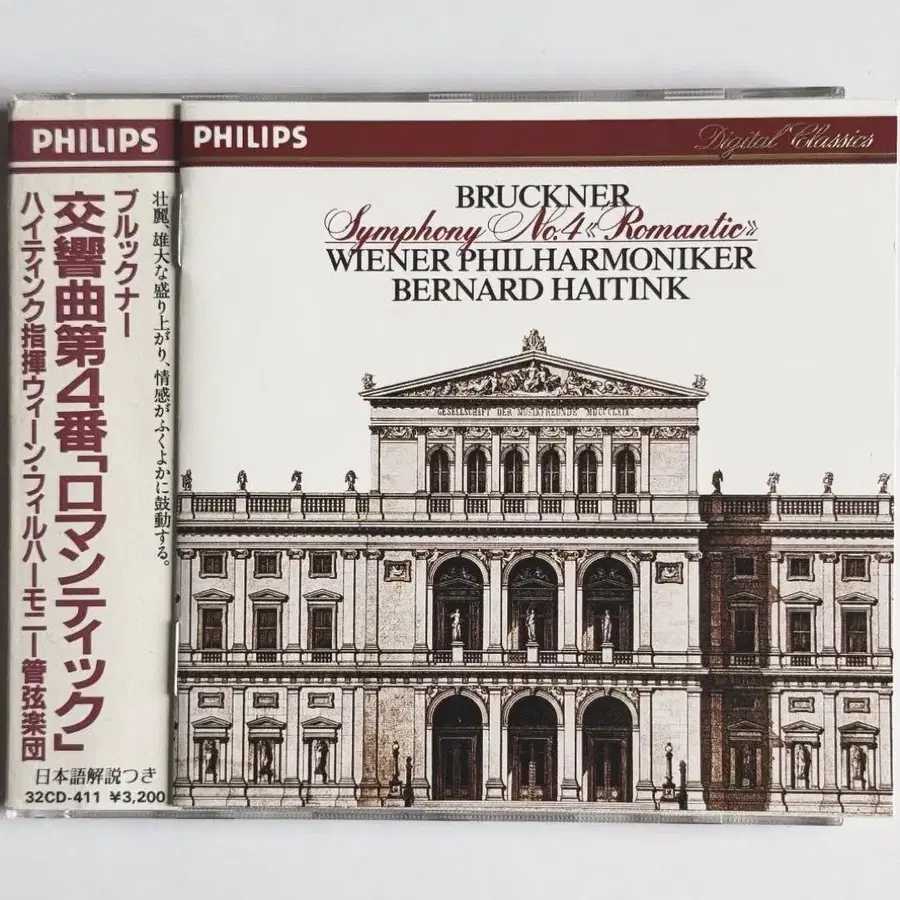 PHILIPS
壮麗、雄大な盛り上がり、情感がふくよかに鼓動する。
ブルックナー
交響曲第4番「ロマンティック」
ハイティンク指揮ウィーン・フィルハーモニー管弦楽団
日本語解説つき
32CD-411 ¥3,200
PHILIPS
Digital Classics
BRUCKNER
Symphony No.4 «Romantic»
WIENER PHILHARMONIKER
BERNARD HAITINK
GESELLSCHAFT DER MUSIKFREUNDE MDCCCLXIX